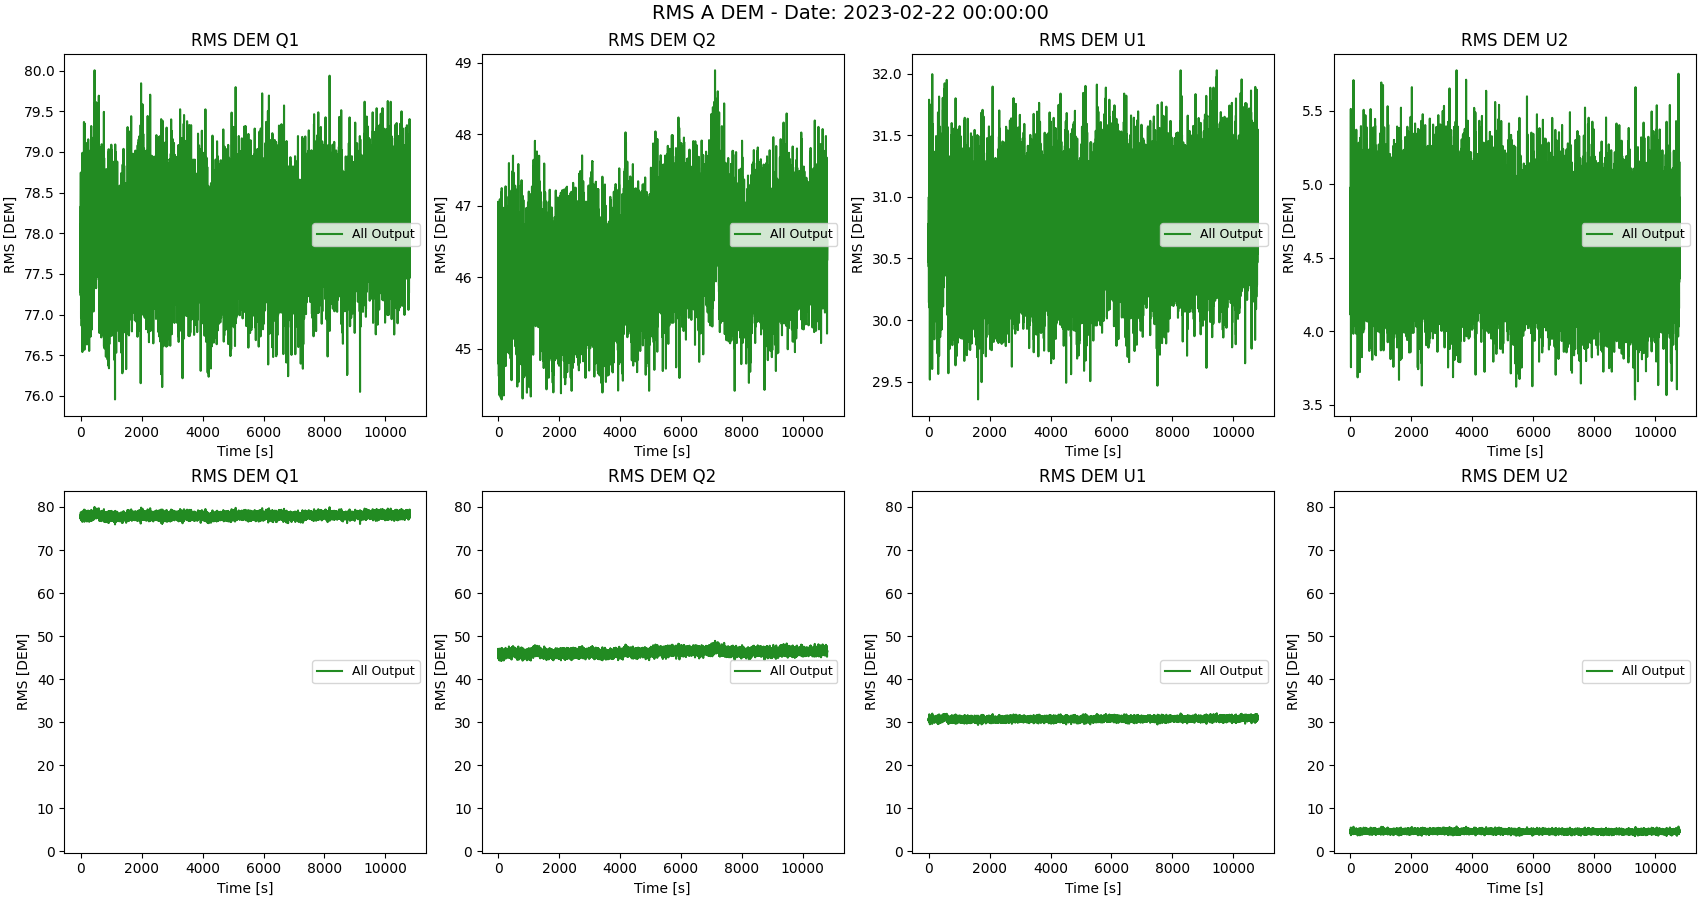 RMS A DEM - Date: 2023-02-22 00:00:00
RMS DEM Q1
RMS [DEM]
80.0
79.5
79.0
78.5
78.0
77.5
77.0
76.5
76.0
All Output
0 2000 4000 6000 8000 10000
Time [s]
RMS DEM Q2
RMS [DEM]
49
48
47
46
45
All Output
0 2000 4000 6000 8000 10000
Time [s]
RMS DEM U1
RMS [DEM]
32.0
31.5
31.0
30.5
30.0
29.5
All Output
0 2000 4000 6000 8000 10000
Time [s]
RMS DEM U2
RMS [DEM]
5.5
5.0
4.5
4.0
3.5
All Output
0 2000 4000 6000 8000 10000
Time [s]
RMS DEM Q1
RMS [DEM]
80
70
60
50
40
30
20
10
0
All Output
0 2000 4000 6000 8000 10000
Time [s]
RMS DEM Q2
RMS [DEM]
80
70
60
50
40
30
20
10
0
All Output
0 2000 4000 6000 8000 10000
Time [s]
RMS DEM U1
RMS [DEM]
80
70
60
50
40
30
20
10
0
All Output
0 2000 4000 6000 8000 10000
Time [s]
RMS DEM U2
RMS [DEM]
80
70
60
50
40
30
20
10
0
All Output
0 2000 4000 6000 8000 10000
Time [s]